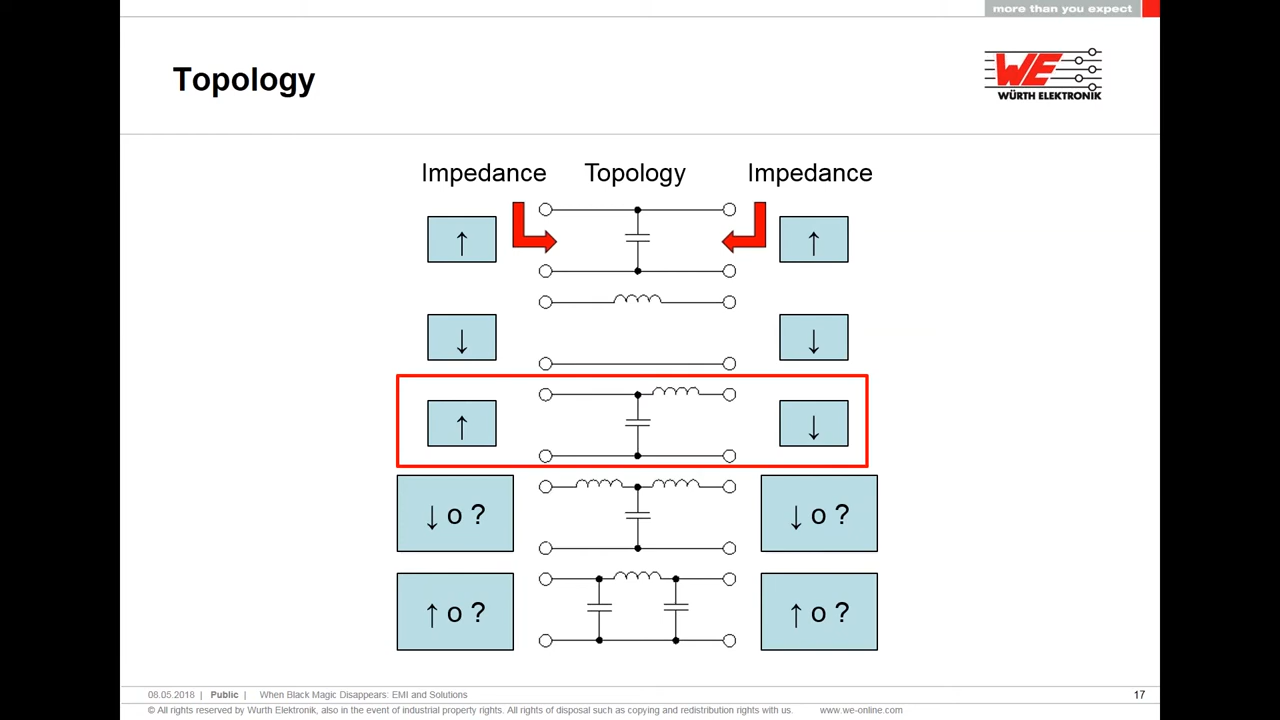 more than you expect
Topology
WE
WÜRTH ELEKTRONIK
Impedance Topology Impedance
↑ ↑
↓ ↓
↑ ↓
↓ o ? ↓ o ?
↑ o ? ↑ o ?
08.05.2018 | Public | When Black Magic Disappears: EMI and Solutions 17
© All rights reserved by Wurth Elektronik, also in the event of industrial property rights. All rights of disposal such as copying and redistribution rights with us. www.we-online.com